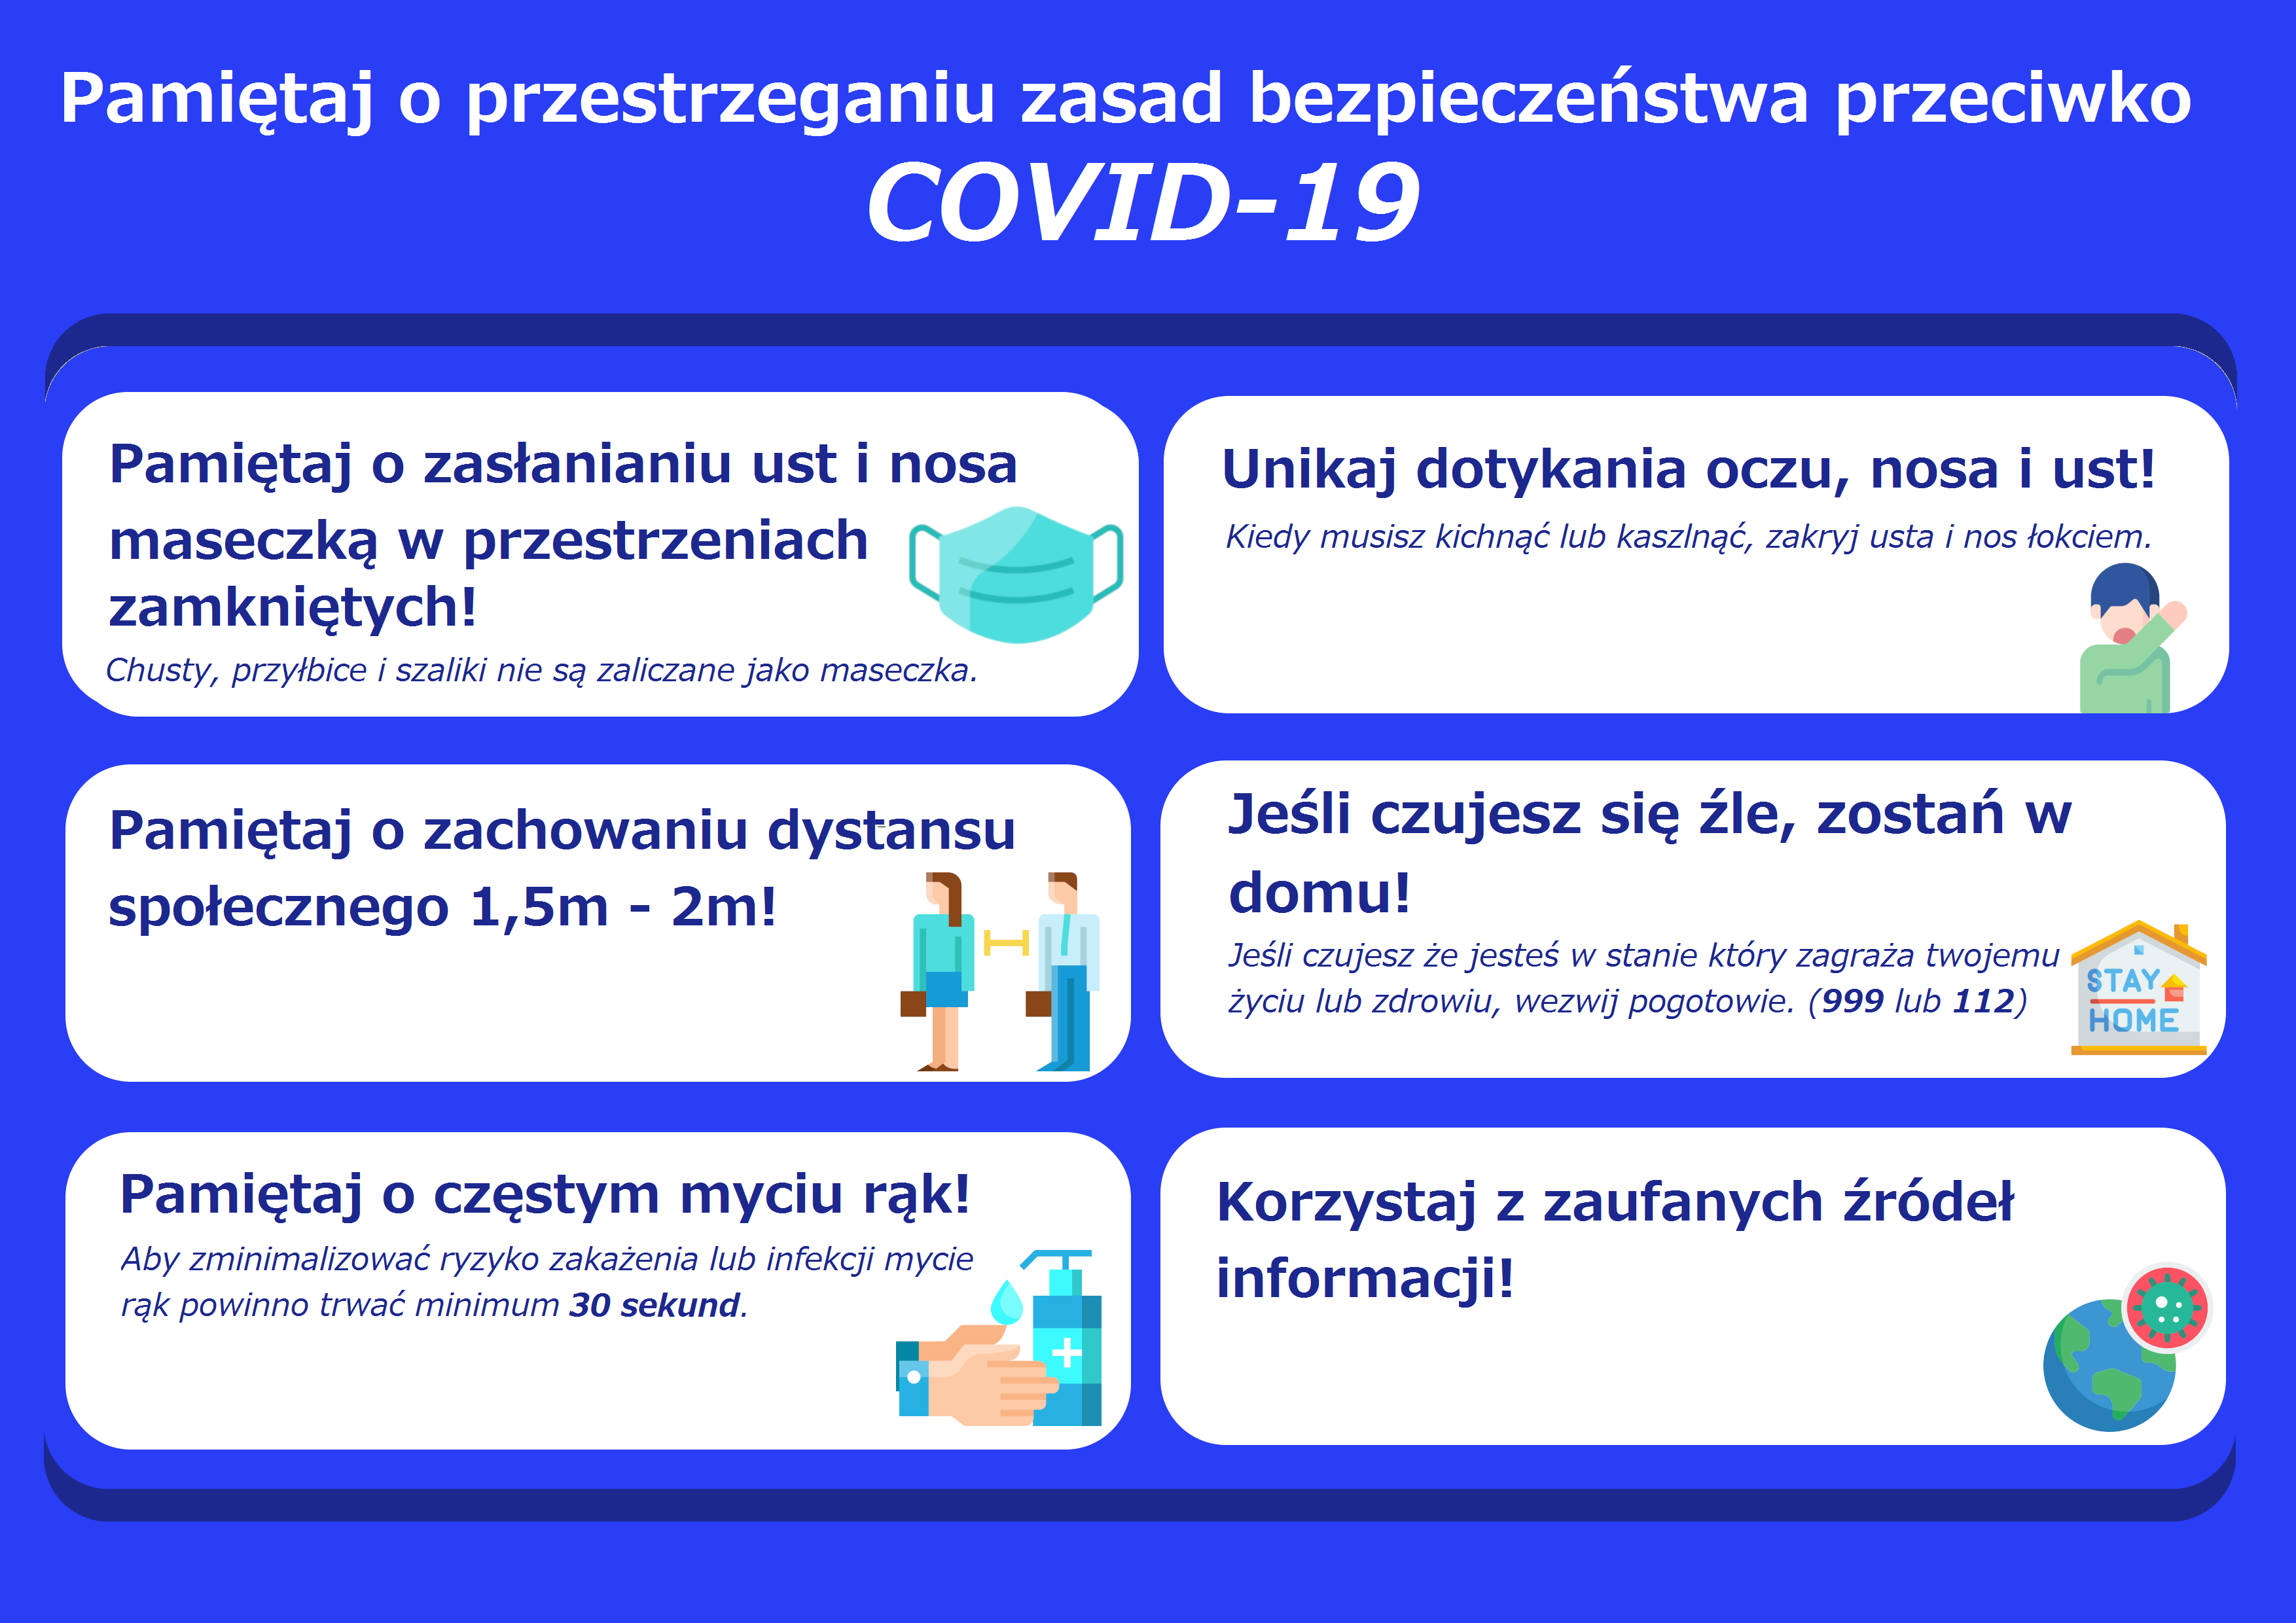 Pamiętaj o przestrzeganiu zasad bezpieczeństwa przeciwko
COVID-19
Pamiętaj o zasłanianiu ust i nosa
maseczką w przestrzeniach
zamkniętych!
Chusty, przyłbice i szaliki nie są zaliczane jako maseczka.
Unikaj dotykania oczu, nosa i ust!
Kiedy musisz kichnąć lub kaszlnąć, zakryj usta i nos łokciem.
Pamiętaj o zachowaniu dystansu
społecznego 1,5m - 2m!
Jeśli czujesz się źle, zostań w
domu!
Jeśli czujesz że jesteś w stanie który zagraża twojemu
życiu lub zdrowiu, wezwij pogotowie. (999 lub 112)
STAY
HOME
Pamiętaj o częstym myciu rąk!
Aby zminimalizować ryzyko zakażenia lub infekcji mycie
rąk powinno trwać minimum 30 sekund.
Korzystaj z zaufanych źródeł
informacji!